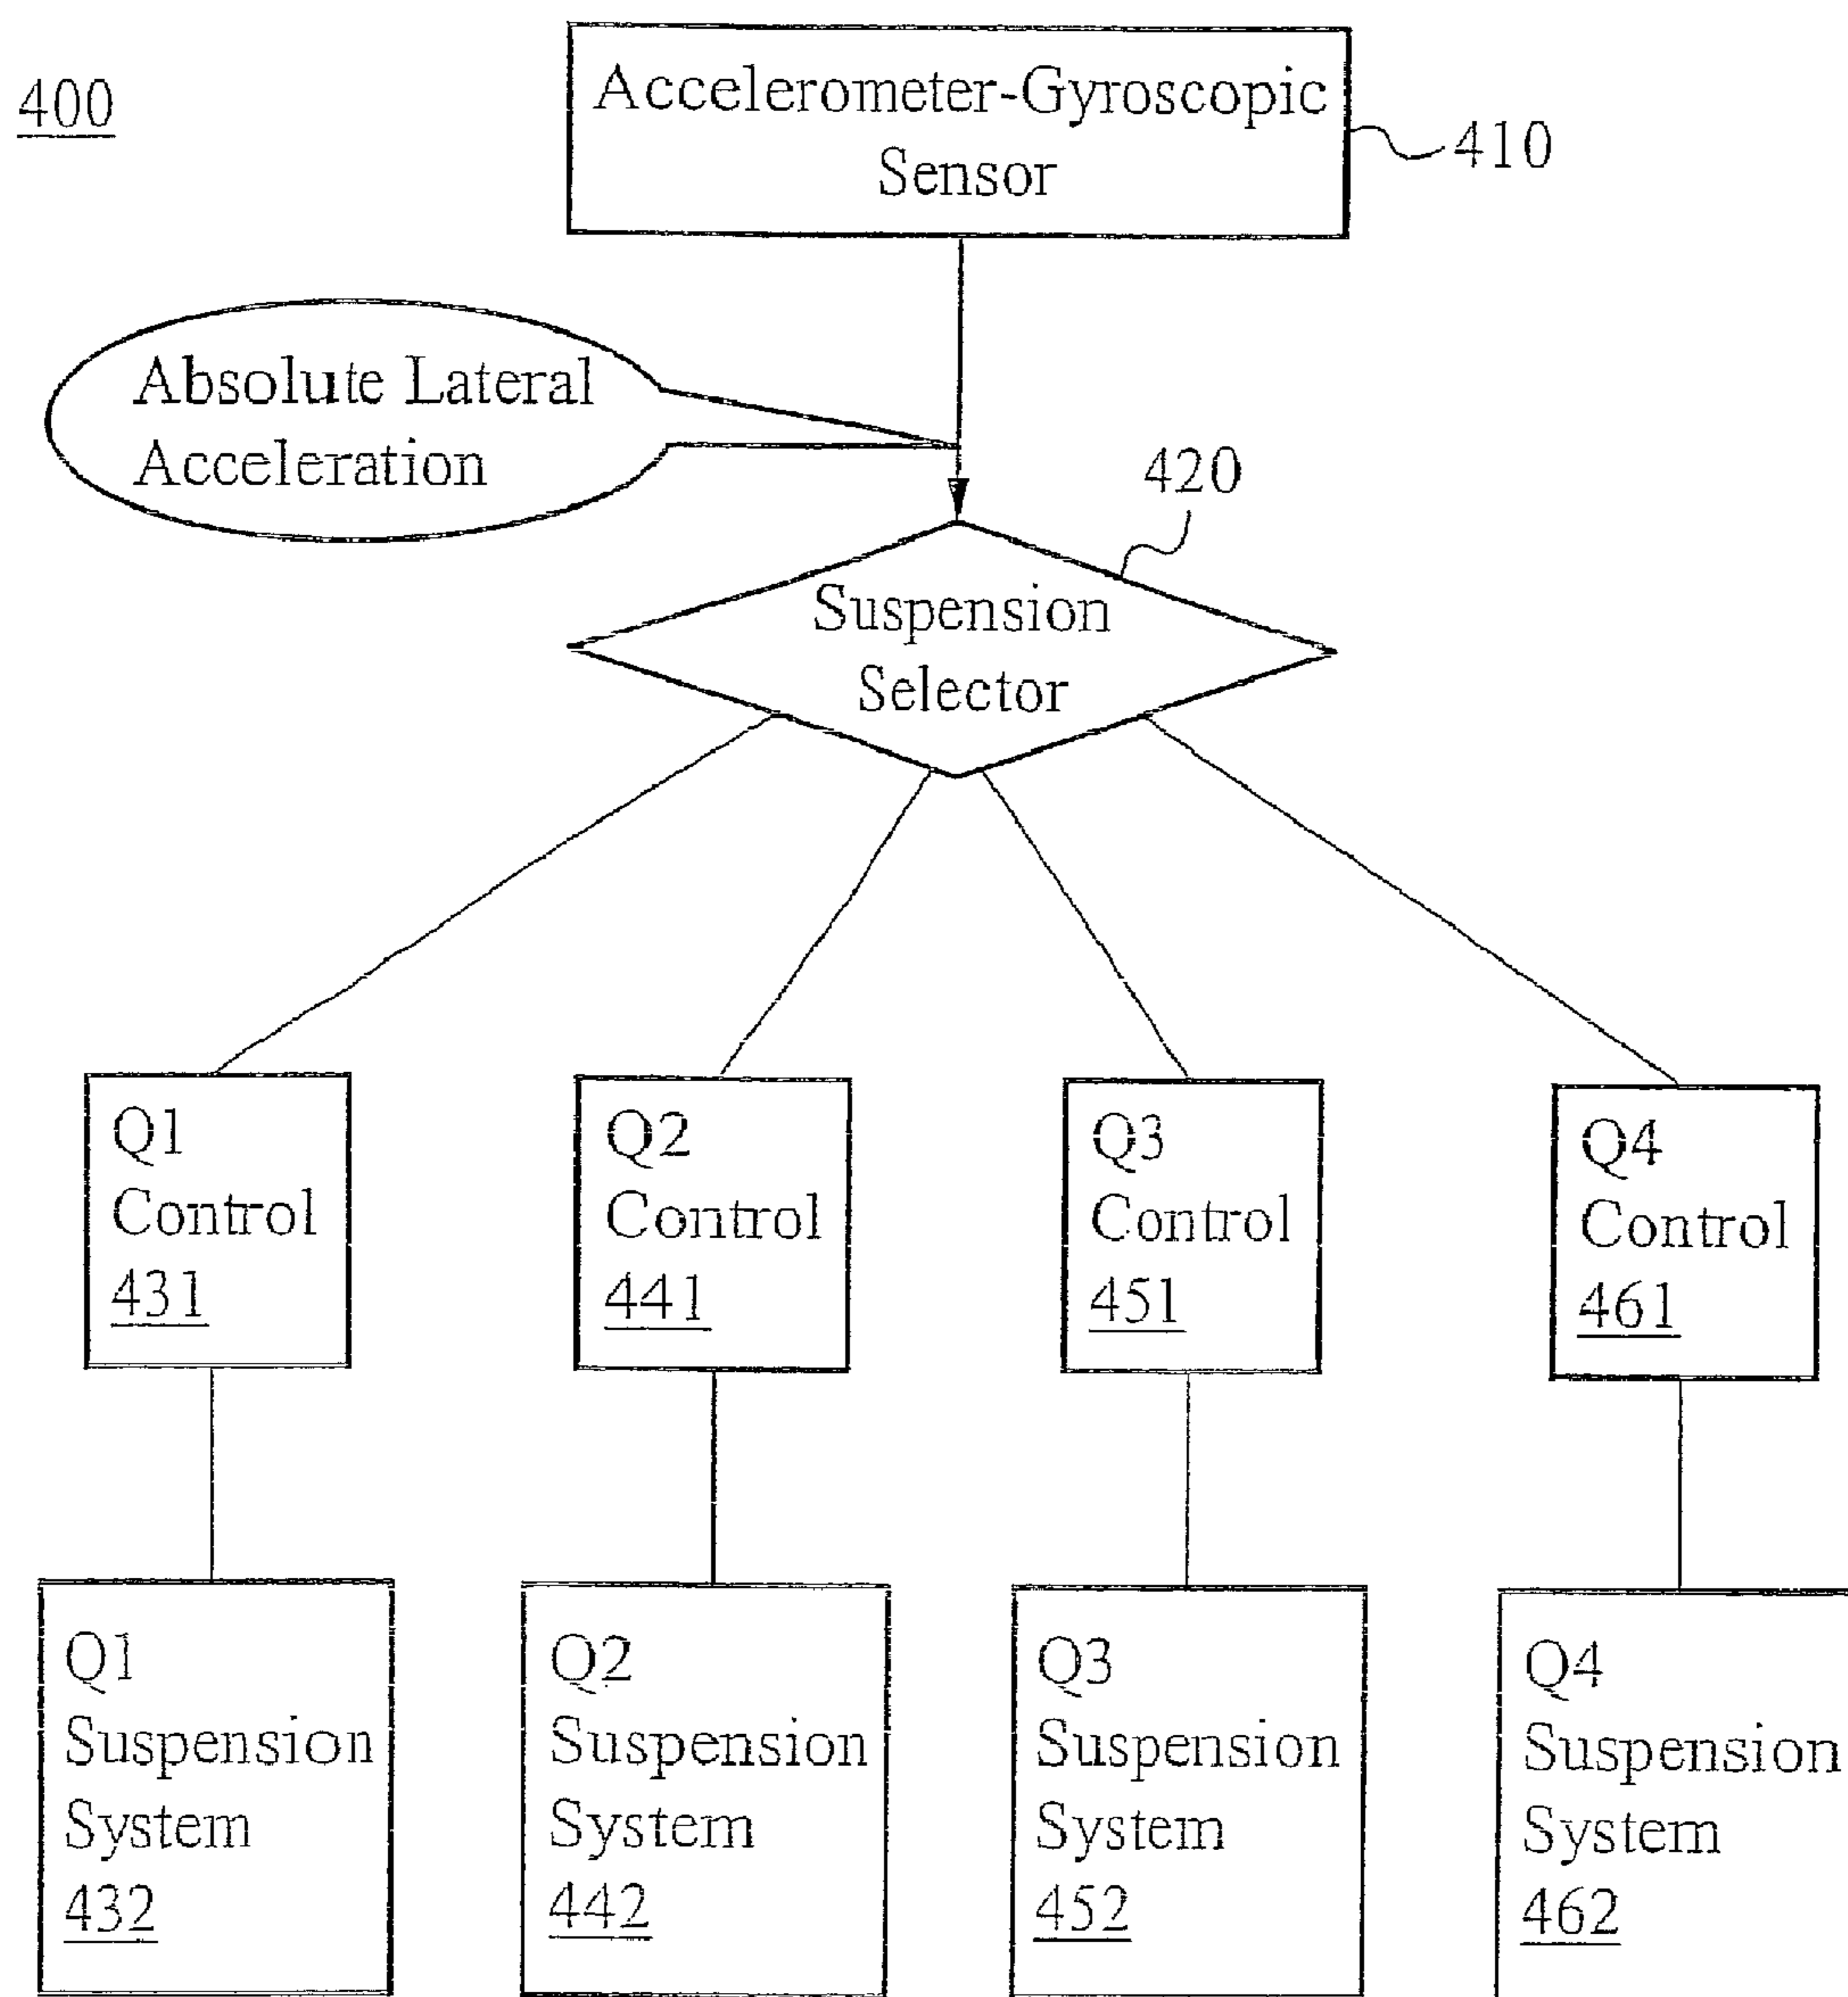 400
Accelerometer-Gyroscopic
Sensor
410
Absolute Lateral
Acceleration
420
Suspension
Selector
Q1
Control
431
Q2
Control
441
Q3
Control
451
Q4
Control
461
Q1
Suspension
System
432
Q2
Suspension
System
442
Q3
Suspension
System
452
Q4
Suspension
System
462